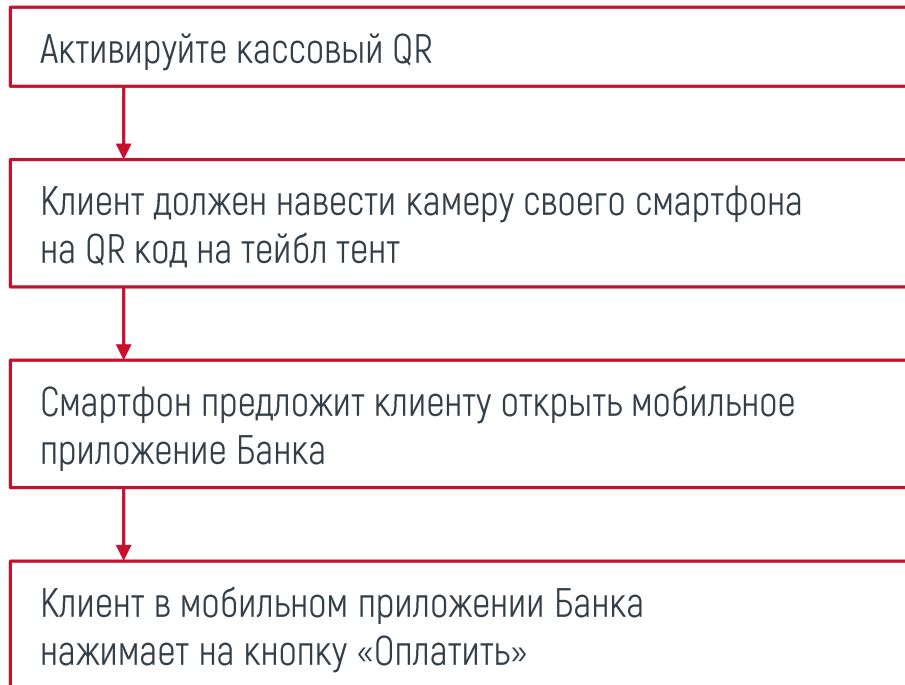 Активируйте кассовый QR
Клиент должен навести камеру своего смартфона
на QR код на тейбл тент
Смартфон предложит клиенту открыть мобильное
приложение Банка
Клиент в мобильном приложении Банка
нажимает на кнопку «Оплатить»